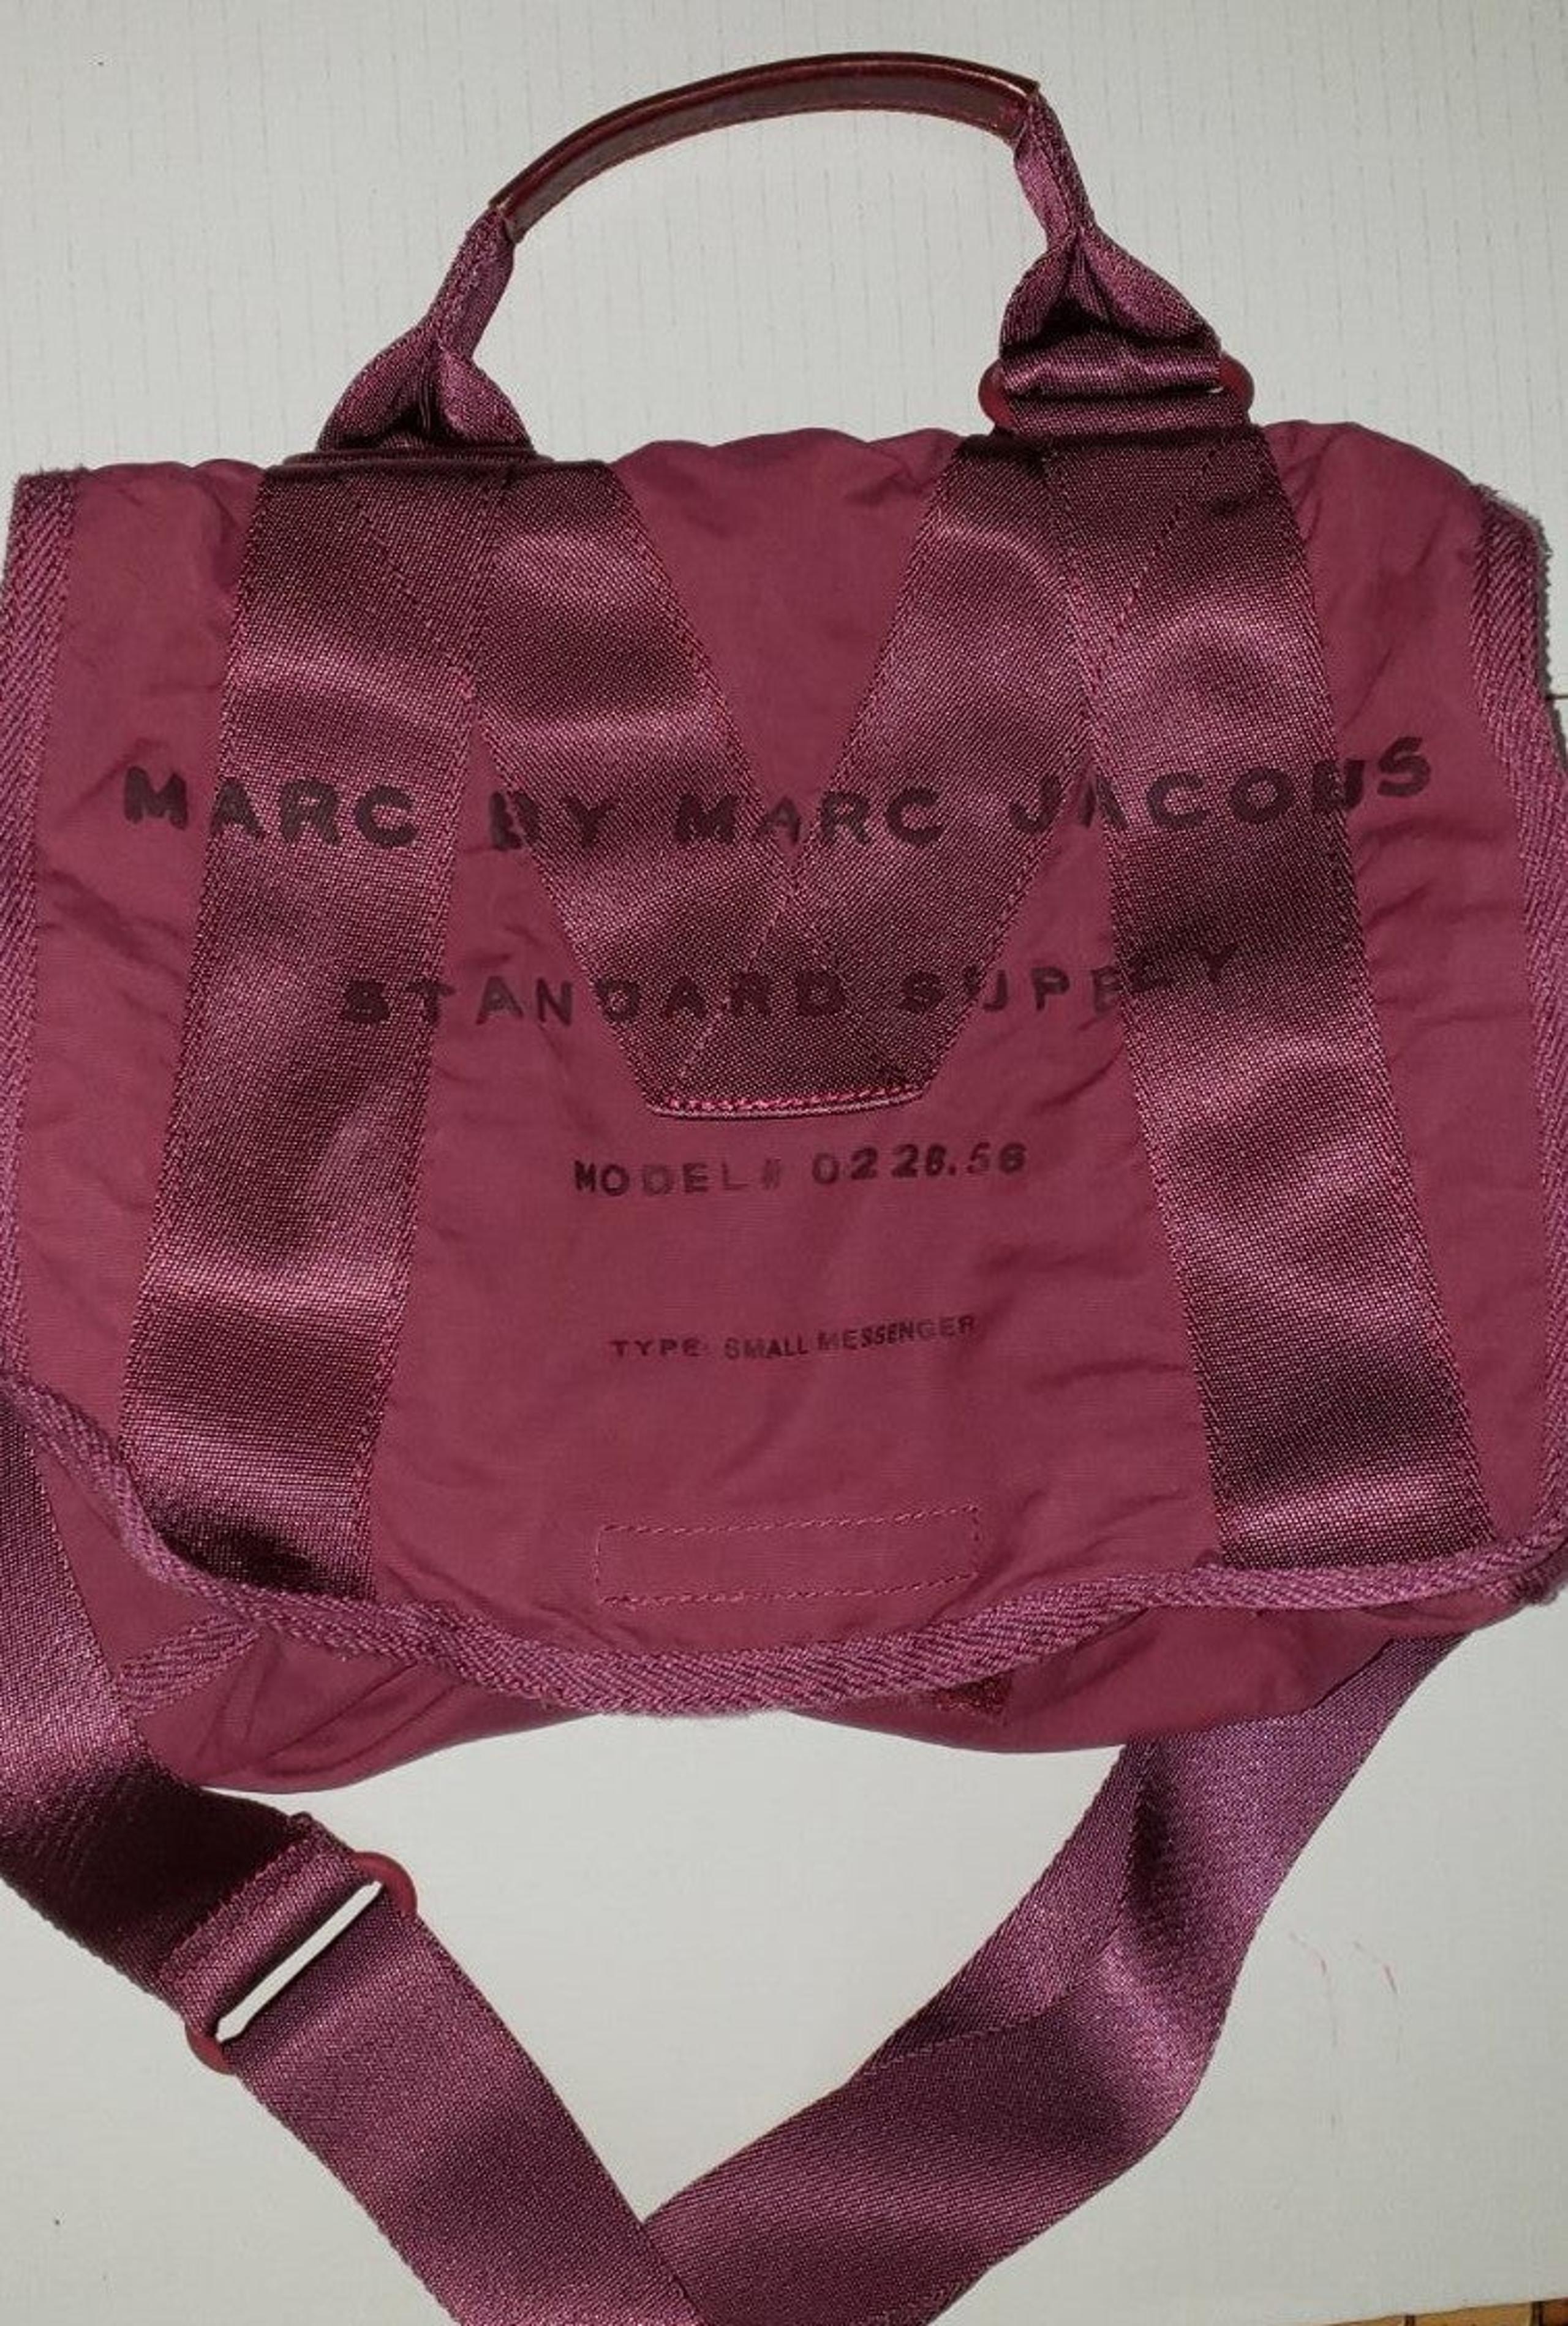 MARC BY MARC JACOBS
STANDARD SUPPLY
MODEL# 0228.56
TYPE: SMALL MESSENGER